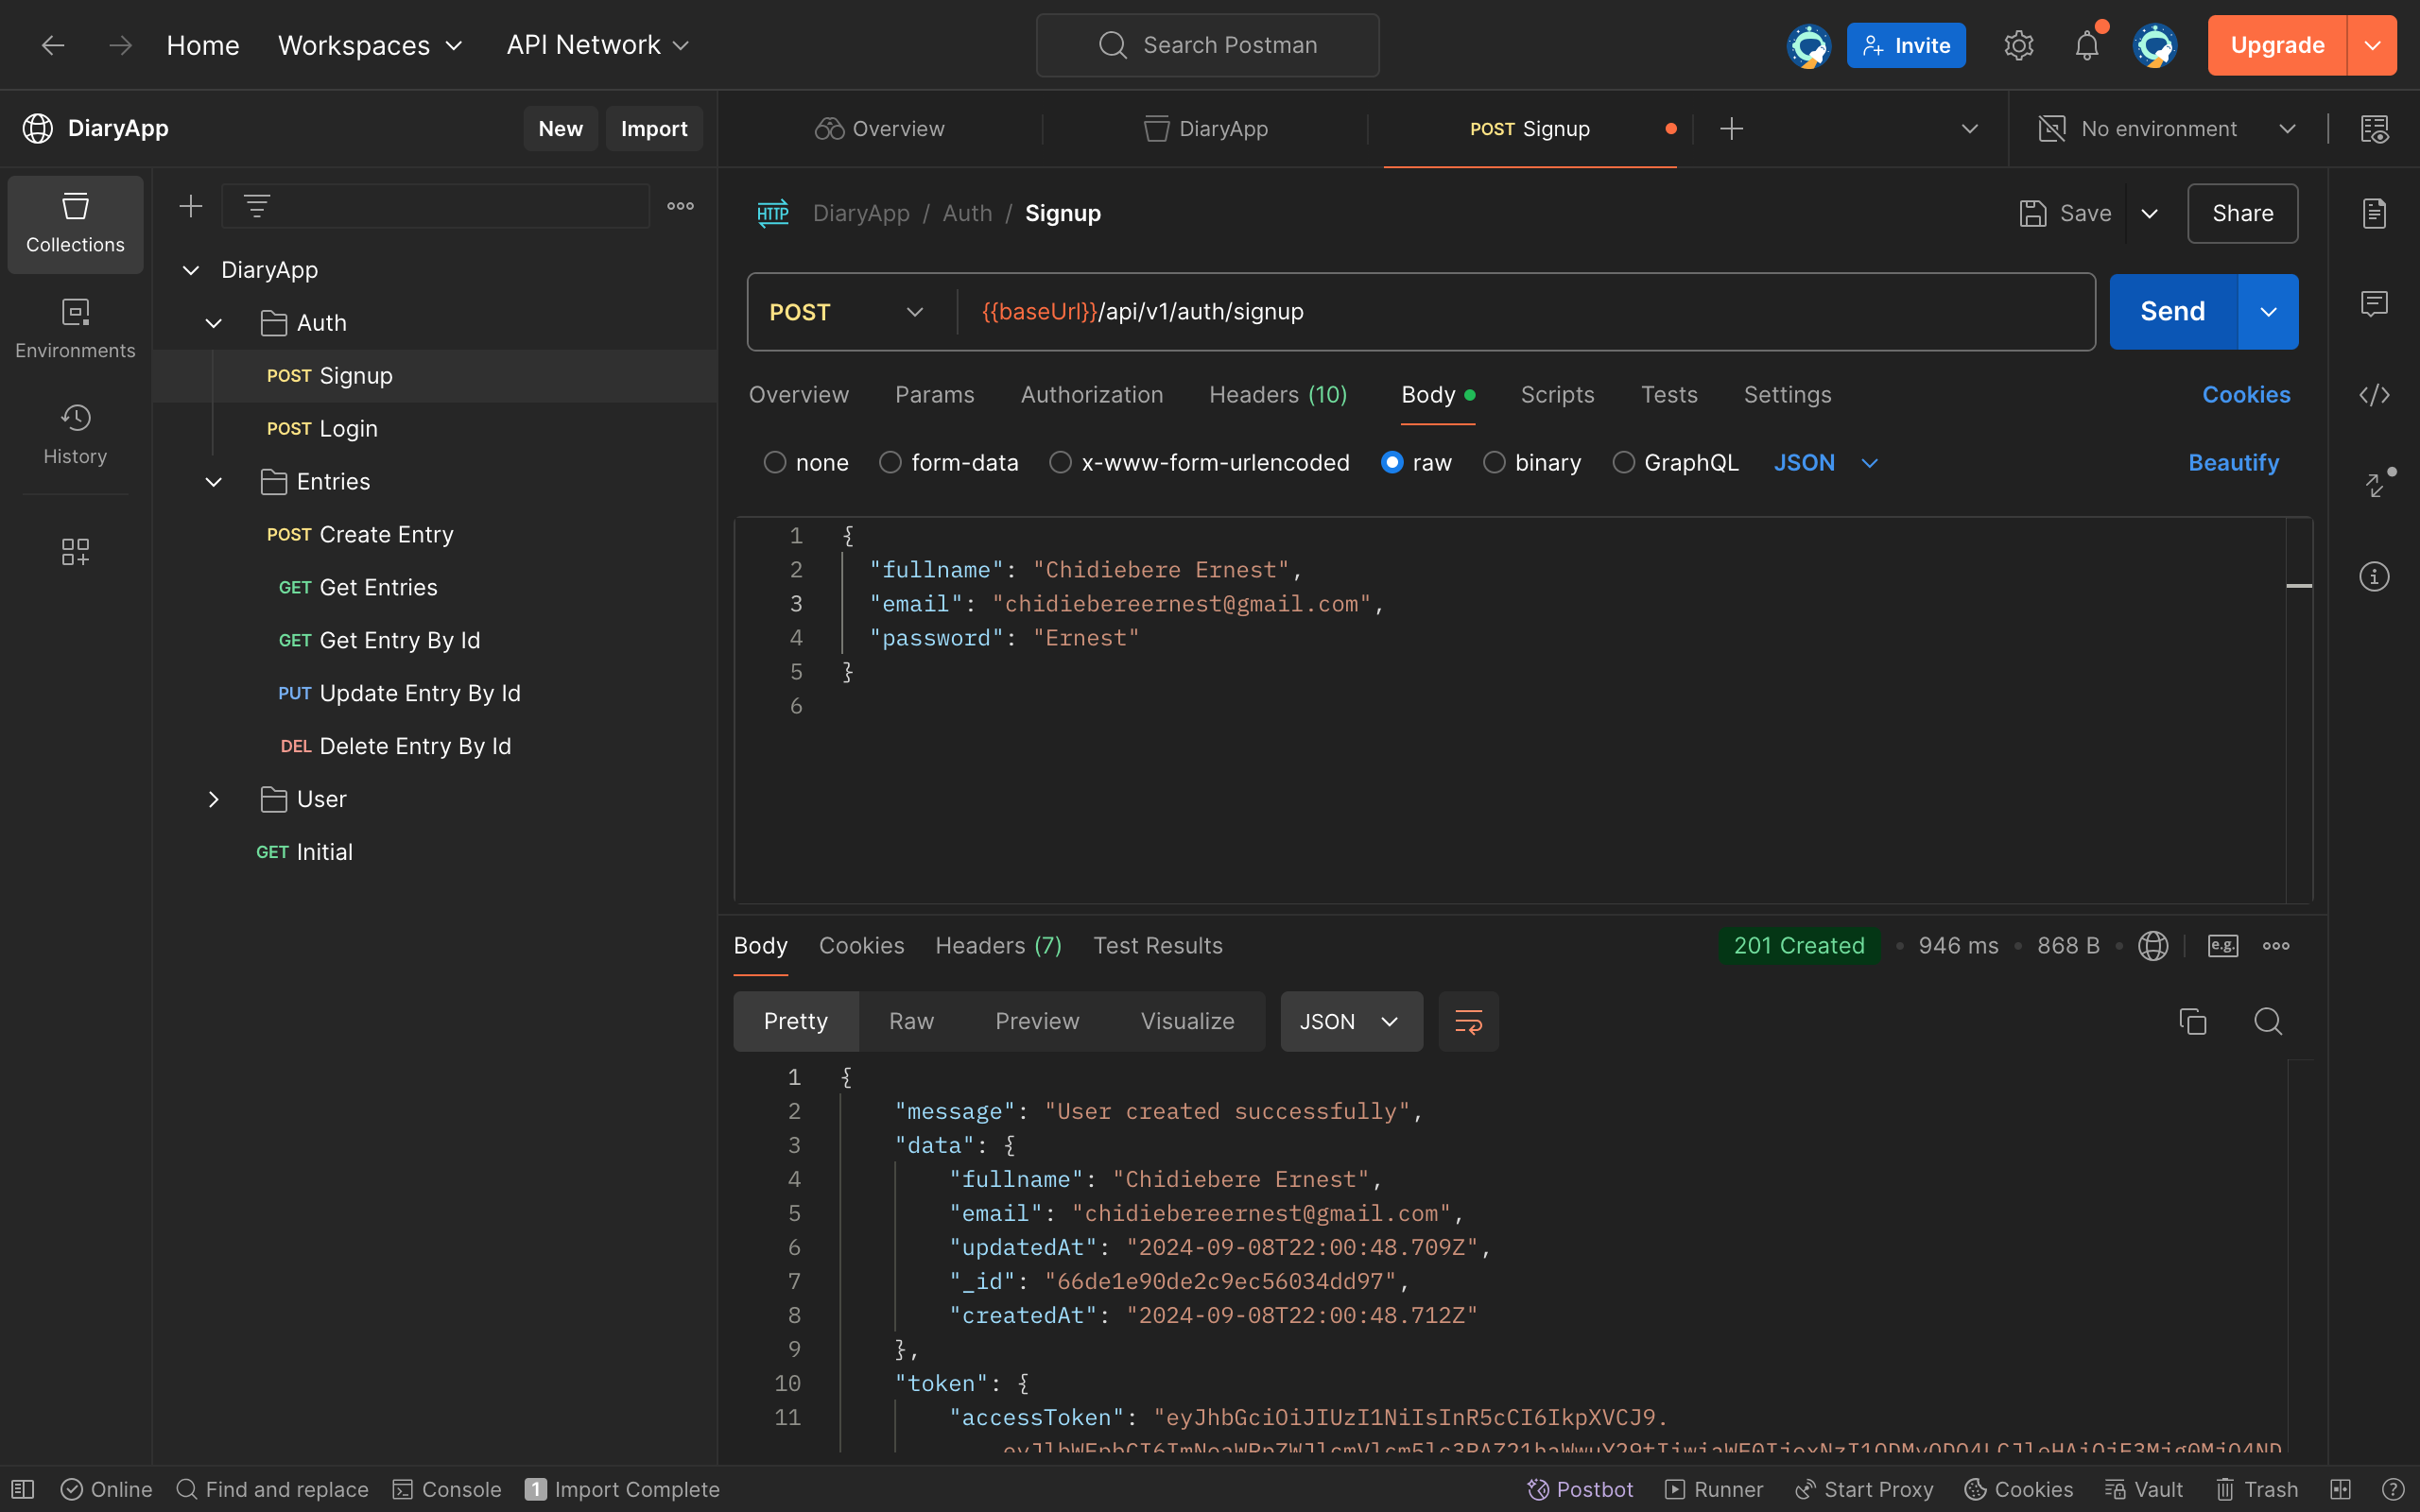 Home Workspaces API Network Search Postman Invite Upgrade
DiaryApp New Import
Overview DiaryApp POST Signup No environment
Collections
Environments
History
DiaryApp
Auth
POST Signup
POST Login
Entries
POST Create Entry
GET Get Entries
GET Get Entry By Id
PUT Update Entry By Id
DEL Delete Entry By Id
User
GET Initial
HTTP DiaryApp / Auth / Signup Save Share
POST {{baseUrl}}/api/v1/auth/signup Send
Overview Params Authorization Headers (10) Body Scripts Tests Settings Cookies
none form-data x-www-form-urlencoded raw binary GraphQL JSON Beautify
1 {
2 "fullname": "Chidiebere Ernest",
3 "email": "chidiebereernest@gmail.com",
4 "password": "Ernest"
5 }
6
Body Cookies Headers (7) Test Results 201 Created • 946 ms • 868 B • e.g.
Pretty Raw Preview Visualize JSON
1 {
2 "message": "User created successfully",
3 "data": {
4 "fullname": "Chidiebere Ernest",
5 "email": "chidiebereernest@gmail.com",
6 "updatedAt": "2024-09-08T22:00:48.709Z",
7 "_id": "66de1e90de2c9ec56034dd97",
8 "createdAt": "2024-09-08T22:00:48.712Z"
9 },
10 "token": {
11 "accessToken": "eyJhbGciOiJIUzI1NiIsInR5cCI6IkpXVCJ9.
Online Find and replace Console 1 Import Complete Postbot Runner Start Proxy Cookies Vault Trash